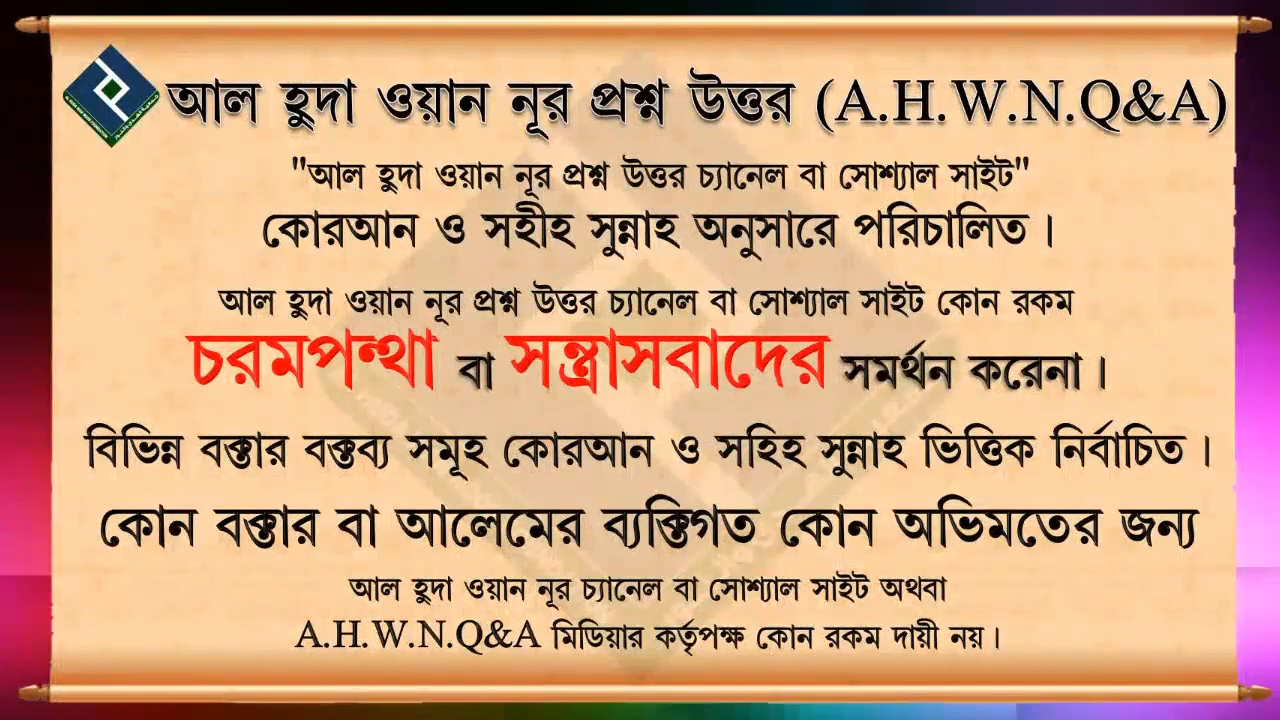 আল হুদা ওয়ান নূর প্রশ্ন উত্তর (A.H.W.N.Q&A)
"আল হুদা ওয়ান নূর প্রশ্ন উত্তর চ্যানেল বা সোশ্যাল সাইট"
কোরআন ও সহীহ সুন্নাহ অনুসারে পরিচালিত।
আল হুদা ওয়ান নূর প্রশ্ন উত্তর চ্যানেল বা সোশ্যাল সাইট কোন রকম
চরমপন্থা বা সন্ত্রাসবাদের সমর্থন করেনা।
বিভিন্ন বক্তার বক্তব্য সমূহ কোরআন ও সহিহ সুন্নাহ ভিত্তিক নির্বাচিত।
কোন বক্তার বা আলেমের ব্যক্তিগত কোন অভিমতের জন্য
আল হুদা ওয়ান নূর চ্যানেল বা সোশ্যাল সাইট অথবা
A.H.W.N.Q&A মিডিয়ার কর্তৃপক্ষ কোন রকম দায়ী নয়।